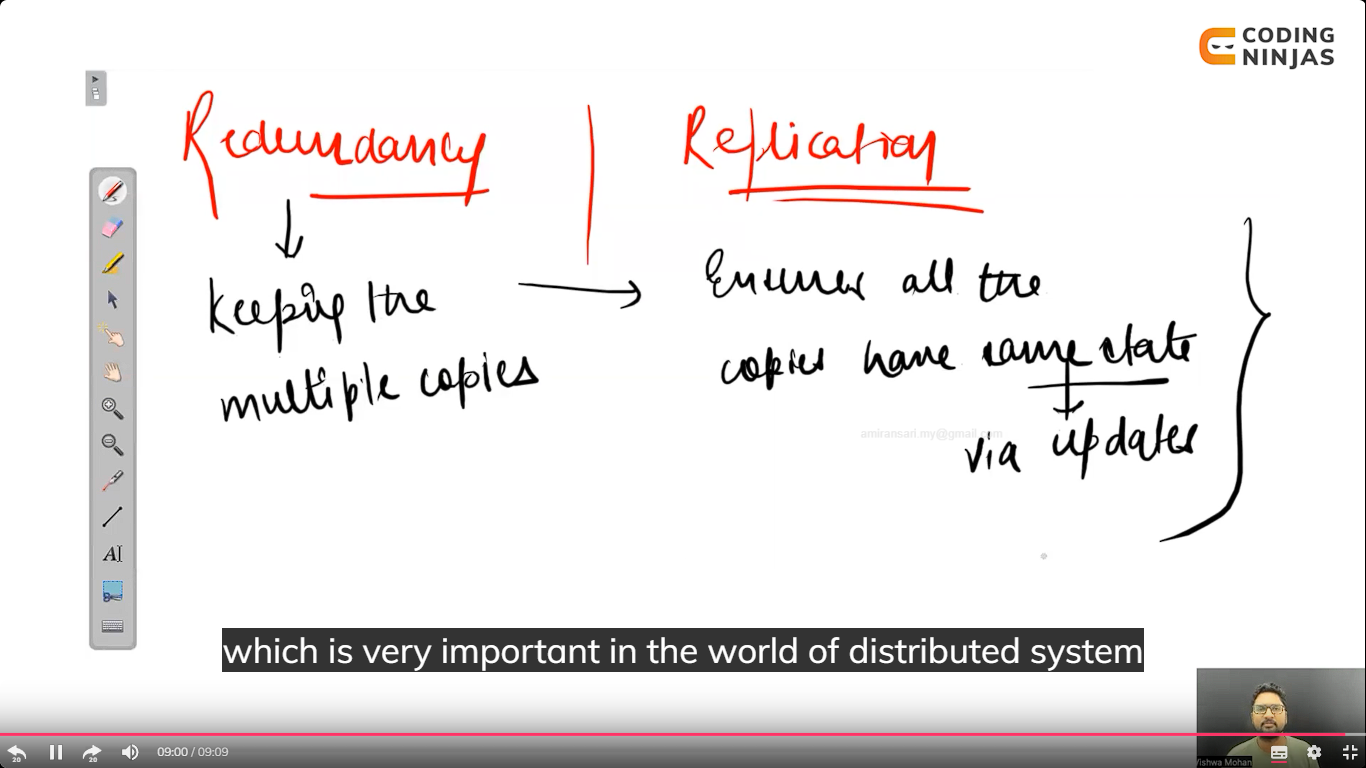 CODING
NINJAS
Redundancy
Replication
Keeping the
multiple copies
Ensures all the
copies have same state
via updates
amiransari my@gmail.com
AI
which is very important in the world of distributed system
20
20
09:00 / 09:09
Vishwa Mohan